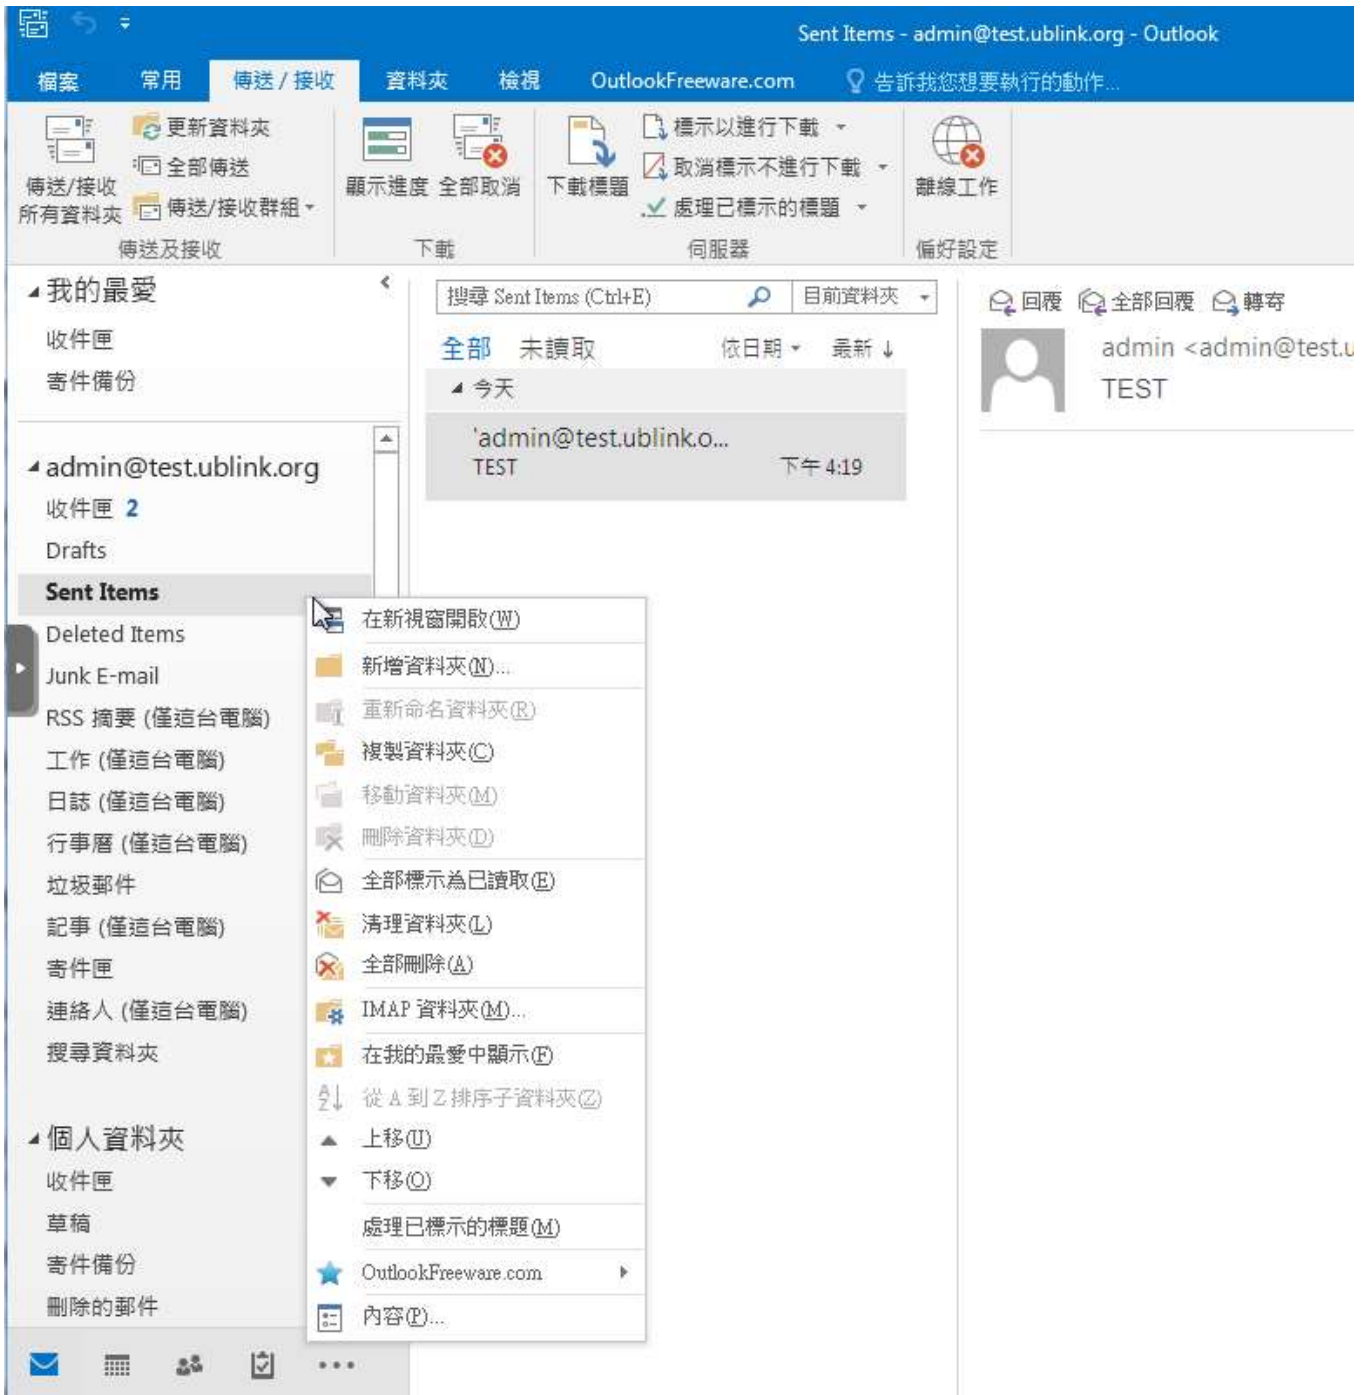 Sent Items - admin@test.ublink.org - Outlook
檔案 常用 傳送 / 接收 資料夾 檢視 OutlookFreeware.com 告訴我您想要執行的動作...
傳送/接收
所有資料夾
更新資料夾
全部傳送
傳送/接收群組
傳送及接收
顯示進度 全部取消
下載
下載標題
標示以進行下載
取消標示不進行下載
處理已標示的標題
伺服器
離線工作
偏好設定
我的最愛
收件匣
寄件備份
admin@test.ublink.org
收件匣 2
Drafts
Sent Items
Deleted Items
Junk E-mail
RSS 摘要 (僅這台電腦)
工作 (僅這台電腦)
日誌 (僅這台電腦)
行事曆 (僅這台電腦)
垃圾郵件
記事 (僅這台電腦)
寄件匣
連絡人 (僅這台電腦)
搜尋資料夾
個人資料夾
收件匣
草稿
寄件備份
刪除的郵件
搜尋 Sent Items (Ctrl+E) 目前資料夾
全部 未讀取 依日期 最新 ↓
今天
'admin@test.ublink.o...
TEST 下午 4:19
回覆 全部回覆 轉寄
admin <admin@test.u
TEST
在新視窗開啟(W)
新增資料夾(N)...
重新命名資料夾(R)
複製資料夾(C)
移動資料夾(M)
刪除資料夾(D)
全部標示為已讀取(E)
清理資料夾(L)
全部刪除(A)
IMAP 資料夾(M)...
在我的最愛中顯示(F)
從 A 到 Z 排序子資料夾(Z)
上移(U)
下移(O)
處理已標示的標題(M)
OutlookFreeware.com
內容(P)...